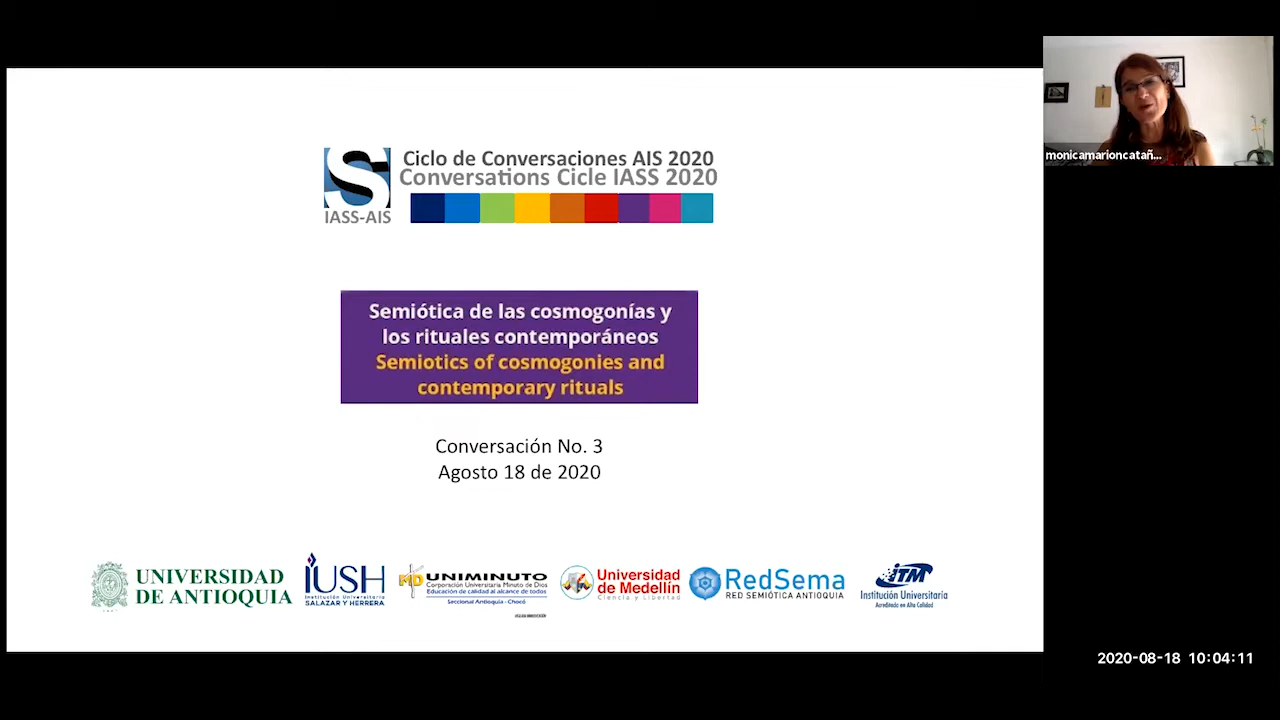 monicamarioncatañ...
Ciclo de Conversaciones AIS 2020
Conversations Cicle IASS 2020
S
IASS-AIS
Semiótica de las cosmogonías y
los rituales contemporáneos
Semiotics of cosmogonies and
contemporary rituals
Conversación No. 3
Agosto 18 de 2020
UNIVERSIDAD
DE ANTIOQUIA
IUSH
Institución Universitaria
SALAZAR Y HERRERA
MD UNIMINUTO
Corporación Universitaria Minuto de Dios
Educación de calidad al alcance de todos
Seccional Antioquia - Chocó
Universidad
de Medellín
Ciencia y Libertad
RedSema
RED SEMIÓTICA ANTIOQUIA
iTM
Institución Universitaria
Acreditada en Alta Calidad
2020-08-18 10:04:11